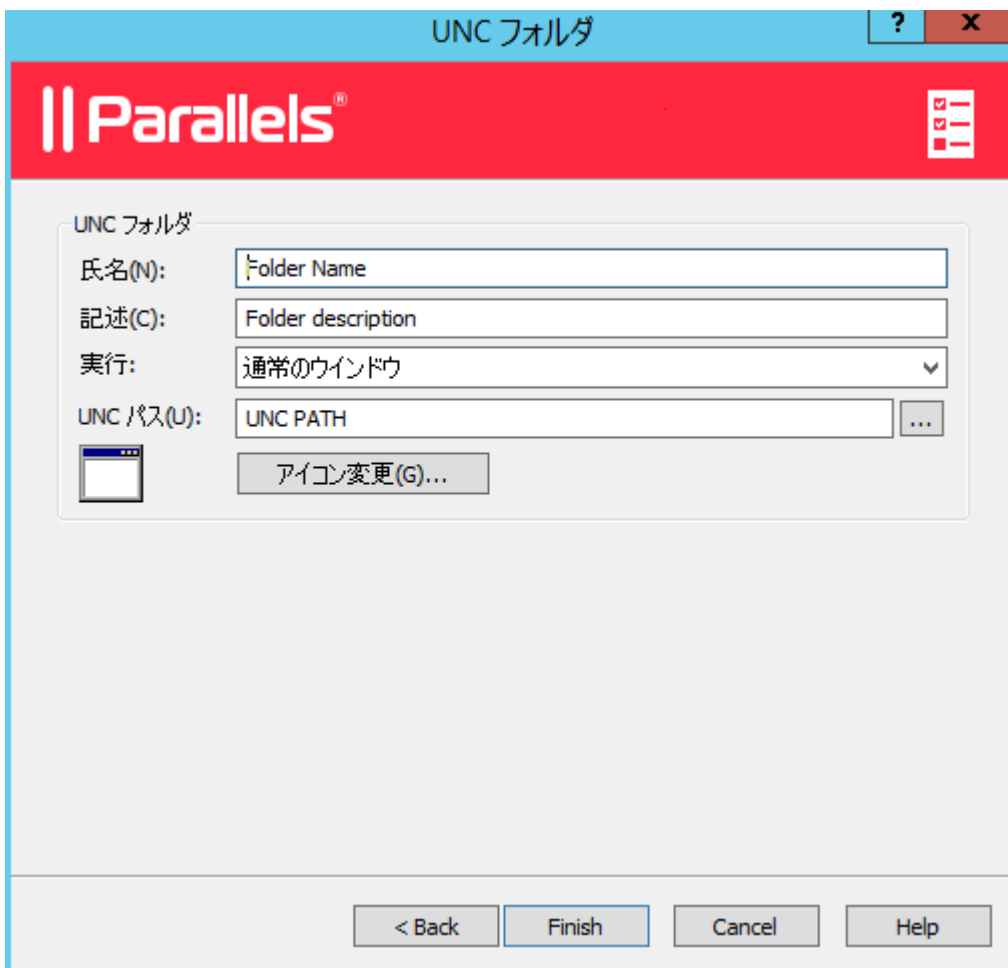 UNC フォルダ
? x
|| Parallels®
UNC フォルダ
氏名(N): Folder Name
記述(C): Folder description
実行: 通常のウインドウ
UNC パス(U): UNC PATH ...
アイコン変更(G)...
< Back Finish Cancel Help